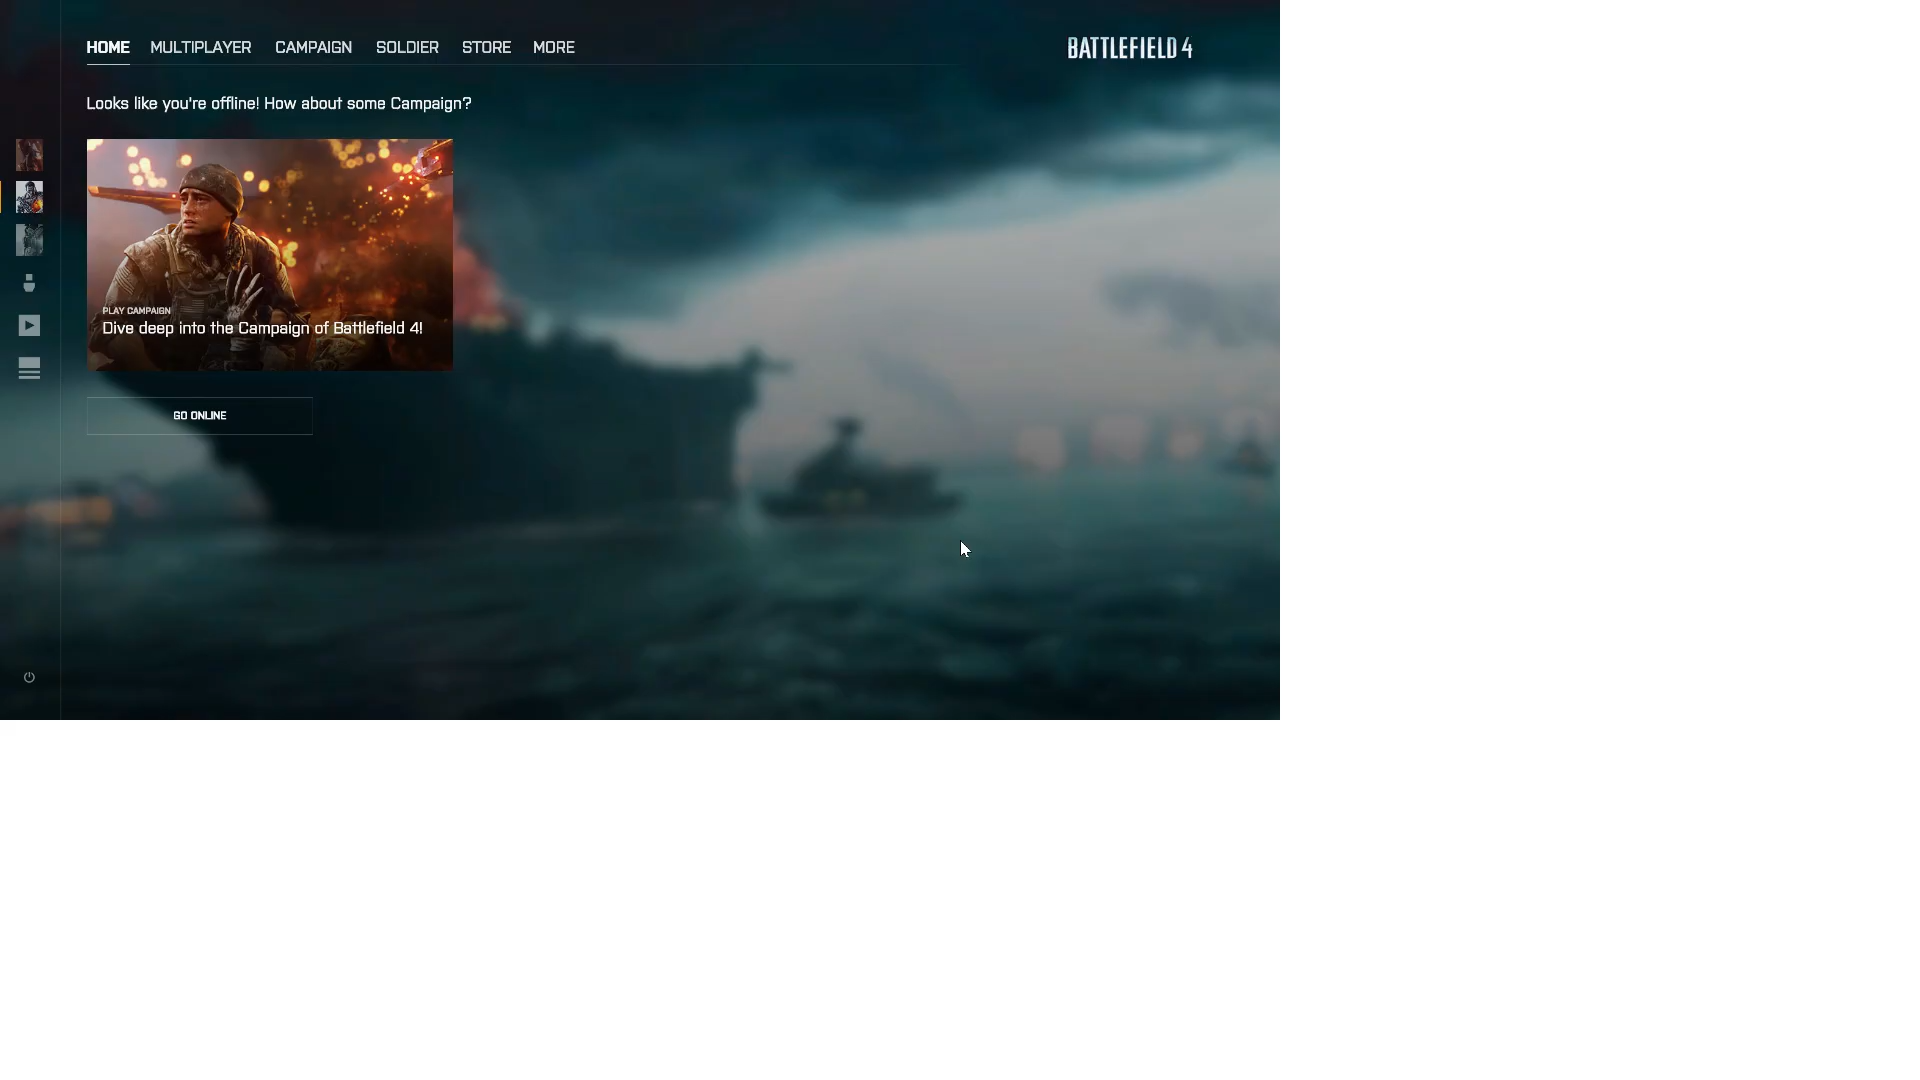 HOME MULTIPLAYER CAMPAIGN SOLDIER STORE MORE
BATTLEFIELD 4
Looks like you're offline! How about some Campaign?
PLAY CAMPAIGN
Dive deep into the Campaign of Battlefield 4!
GO ONLINE